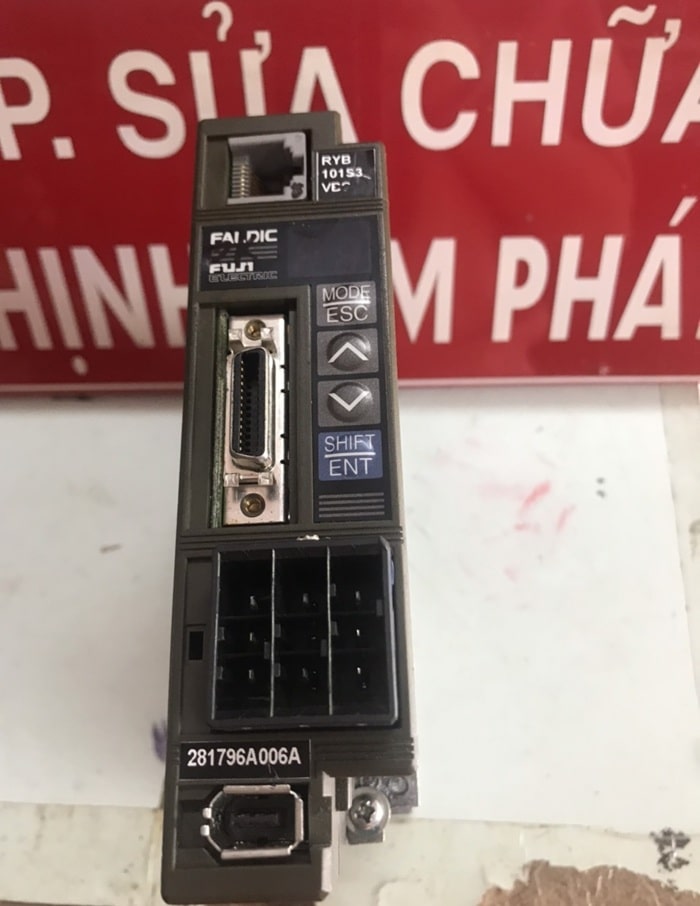 P. SỬA CHỮA
HỊNH
M PHÁ
RYB
101S3
FALDIC
FUJI
ELECTRIC
MODE
ESC
SHIFT
ENT
281796A006A